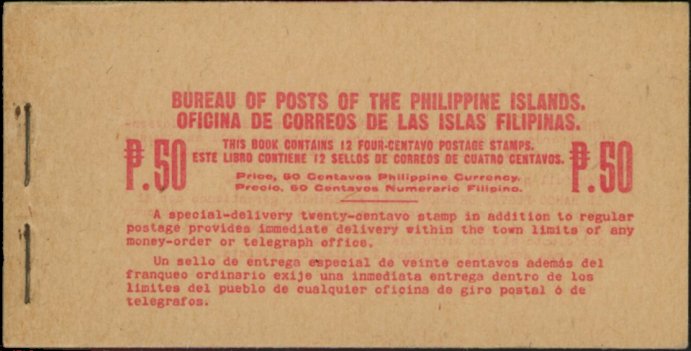 BUREAU OF POSTS OF THE PHILIPPINE ISLANDS.
OFICINA DE CORREOS DE LAS ISLAS FILIPINAS.
THIS BOOK CONTAINS 12 FOUR-CENTAVO POSTAGE STAMPS.
ESTE LIBRO CONTIENE 12 SELLOS DE CORREOS DE CUATRO CENTAVOS.
₱.50
₱.50
Price, 50 Centavos Philippine Currency.
Precio, 50 Centavos Numerario Filipino.
A special-delivery twenty-centavo stamp in addition to regular
postage provides immediate delivery within the town limits of any
money-order or telegraph office.
Un sello de entrega especial de veinte centavos además del
franqueo ordinario exije una inmediata entrega dentro de los
límites del pueblo de cualquier oficina de giro postal ó de
telegrafos.